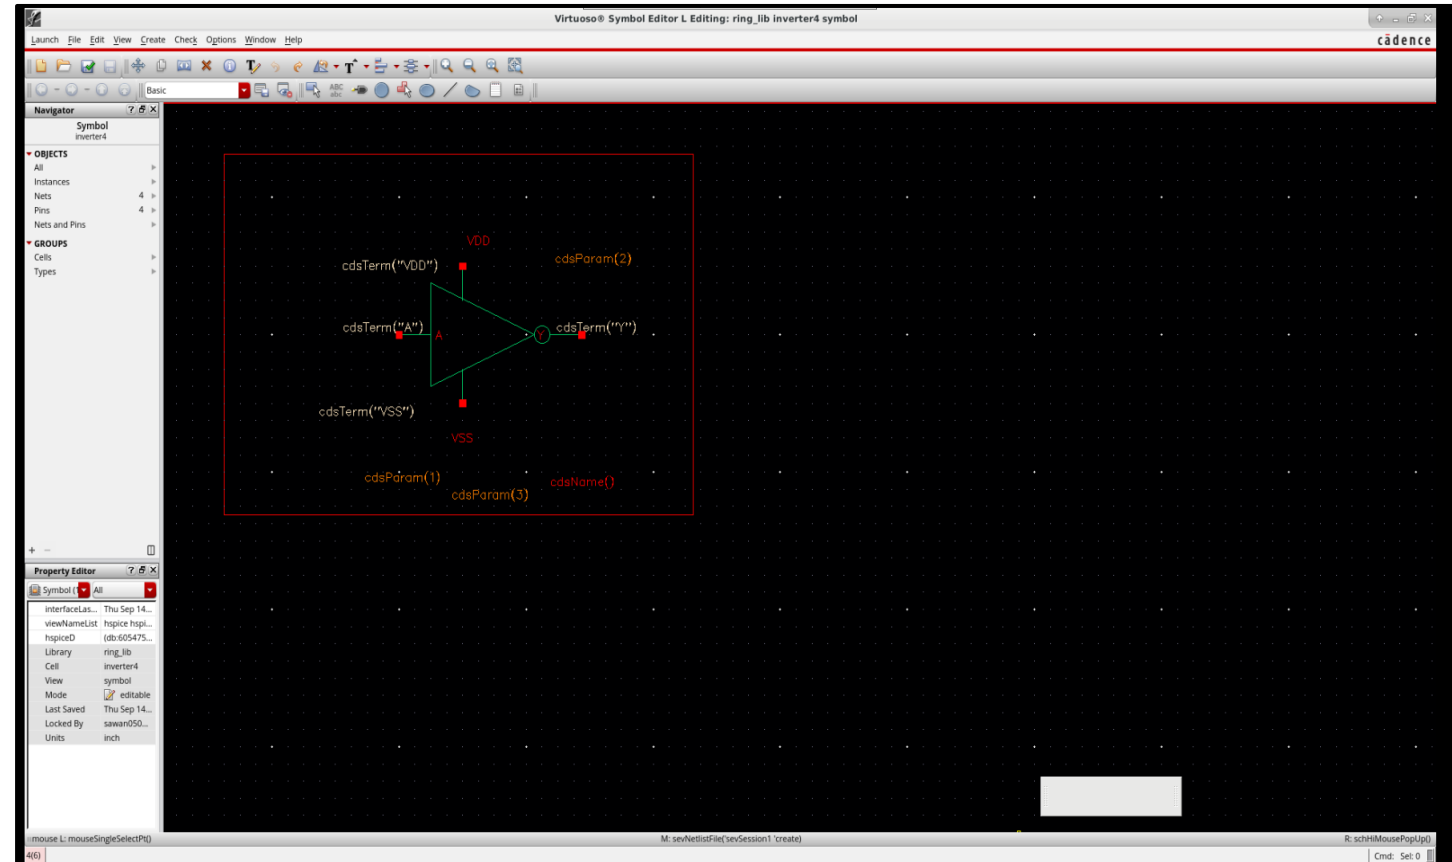 Virtuoso® Symbol Editor L Editing: ring_lib inverter4 symbol
Launch File Edit View Create Check Options Window Help
cādence
Basic
Navigator
Symbol
inverter4
OBJECTS
All
Instances
Nets 4
Pins 4
Nets and Pins
GROUPS
Cells
Types
VDD
cdsTerm("VDD")
cdsParam(2)
cdsTerm("A")
A
Y
cdsTerm("Y")
cdsTerm("VSS")
VSS
cdsParam(1)
cdsParam(3)
cdsName()
Property Editor
Symbol ( All
interfaceLas... Thu Sep 14...
viewNameList hspice hspi...
hspiceD (db:605475...
Library ring_lib
Cell inverter4
View symbol
Mode editable
Last Saved Thu Sep 14...
Locked By sawan050...
Units inch
mouse L: mouseSingleSelectPt() M: sevNetlistFile('sevSession1 'create) R: schHiMousePopUp()
4(6) Cmd: Sel: 0